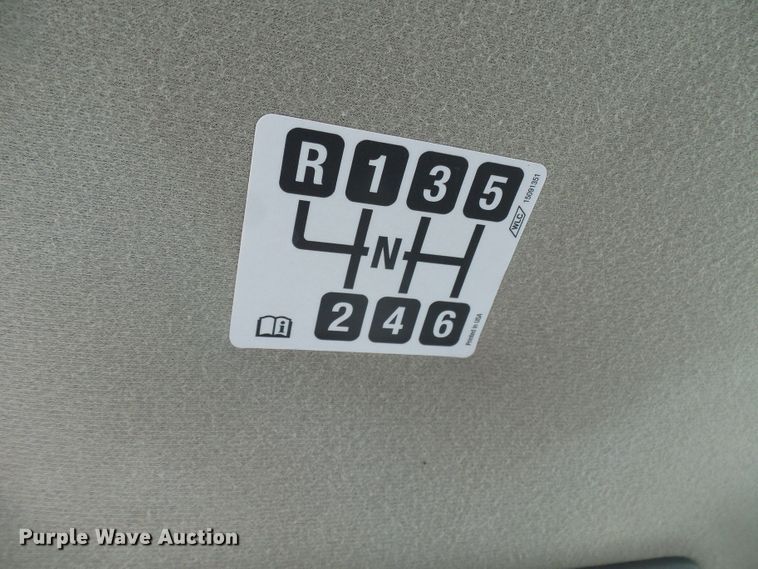 R 1 3 5
N
2 4 6
WLC
15091351
Printed in USA
Purple Wave Auction